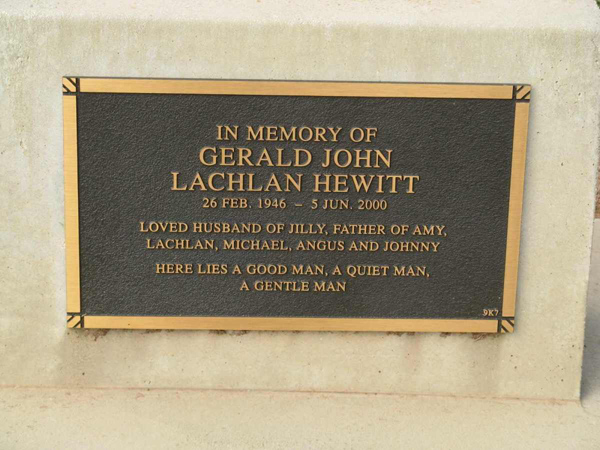 IN MEMORY OF
GERALD JOHN
LACHLAN HEWITT
26 FEB. 1946 – 5 JUN. 2000
LOVED HUSBAND OF JILLY, FATHER OF AMY,
LACHLAN, MICHAEL, ANGUS AND JOHNNY
HERE LIES A GOOD MAN, A QUIET MAN,
A GENTLE MAN
9K7